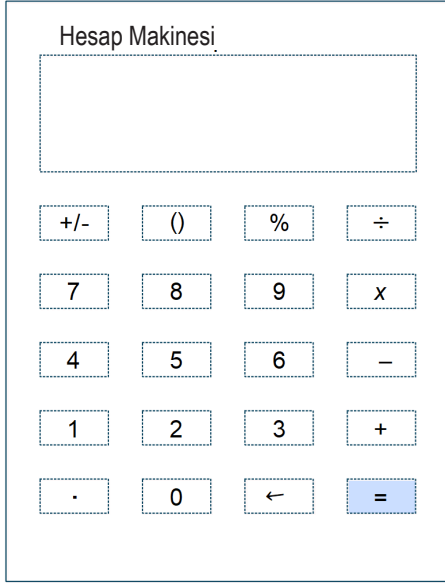 Hesap Makinesi
+/- () % ÷
7 8 9 x
4 5 6 –
1 2 3 +
. 0 ← =